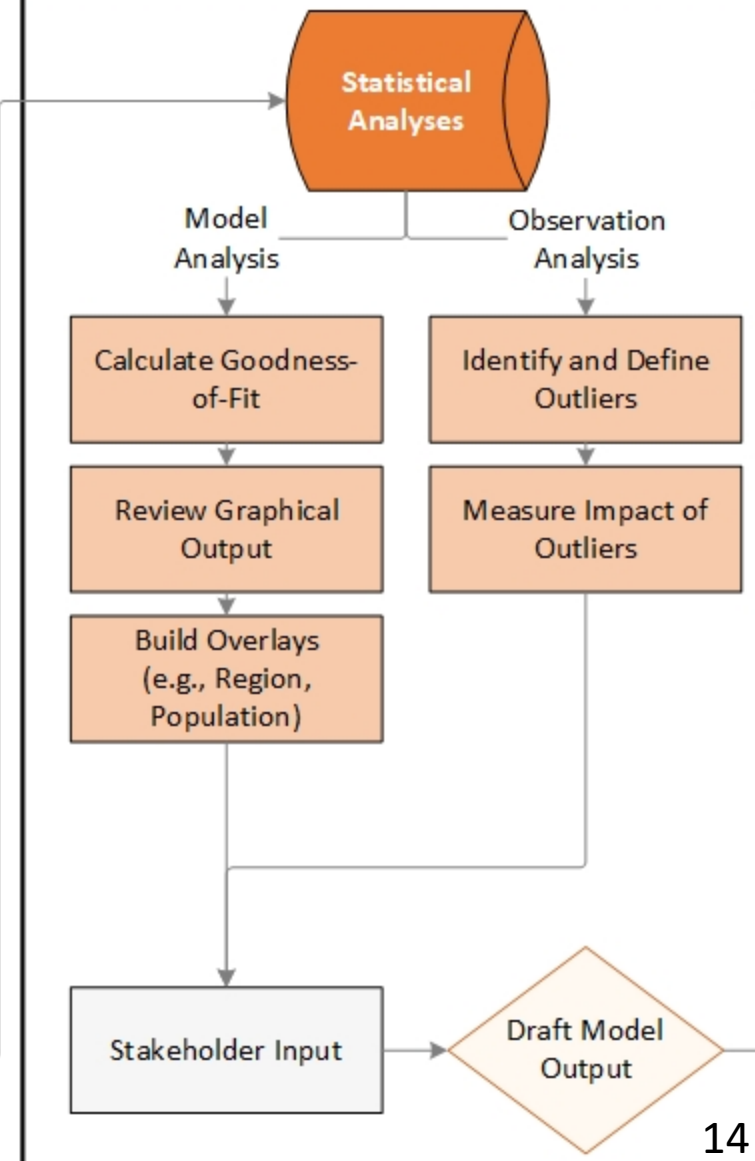 Statistical
Analyses
Model
Analysis
Observation
Analysis
Calculate Goodness-
of-Fit
Identify and Define
Outliers
Review Graphical
Output
Measure Impact of
Outliers
Build Overlays
(e.g., Region,
Population)
Stakeholder Input
Draft Model
Output
14